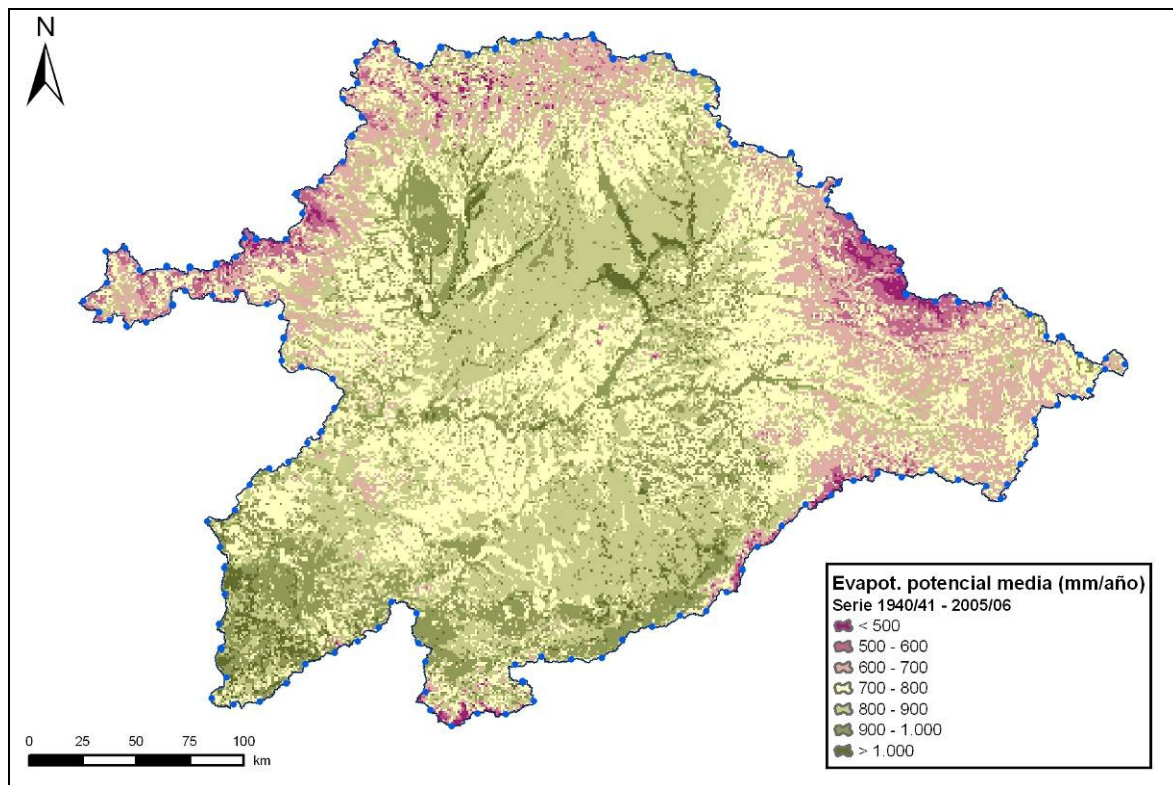 N
Evapot. potencial media (mm/año)
Serie 1940/41 - 2005/06
< 500
500 - 600
600 - 700
700 - 800
800 - 900
900 - 1.000
> 1.000
0 25 50 75 100
km